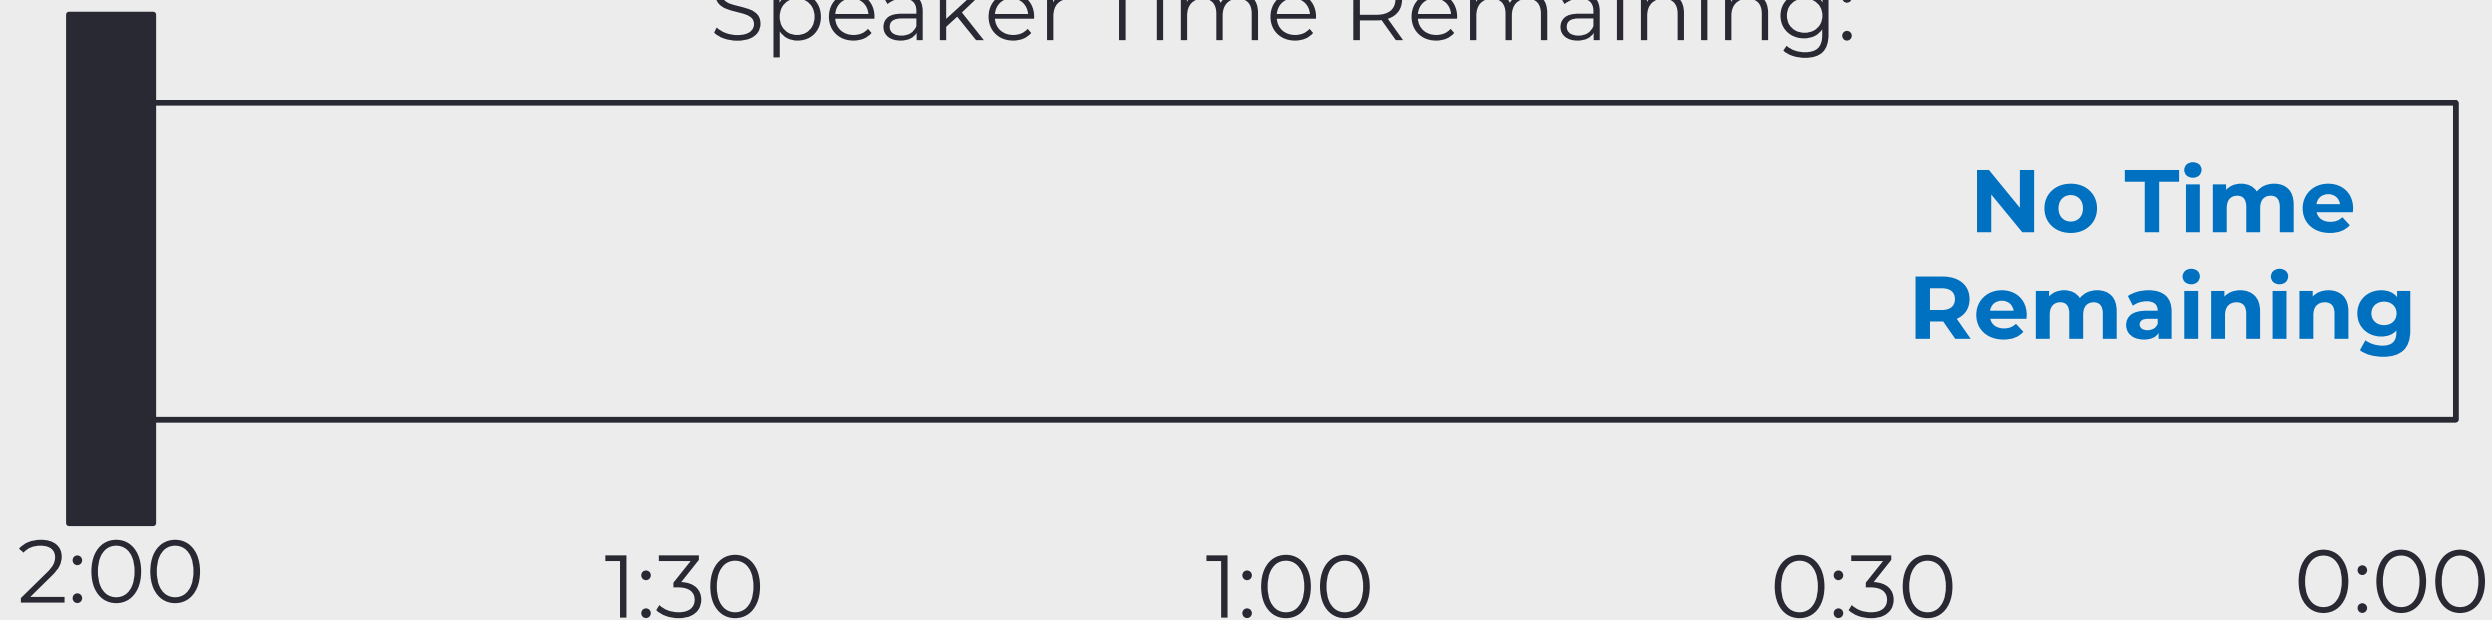 Speaker Time Remaining:
No Time
Remaining
2:00 1:30 1:00 0:30 0:00